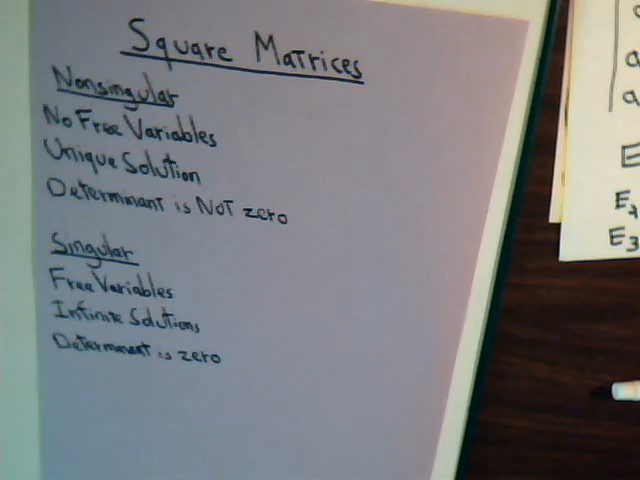 Square Matrices
Nonsingular
No Free Variables
Unique Solution
Determinant is NOT zero
Singular
Free Variables
Infinite Solutions
Determinant is zero
a
a
E
E
E3